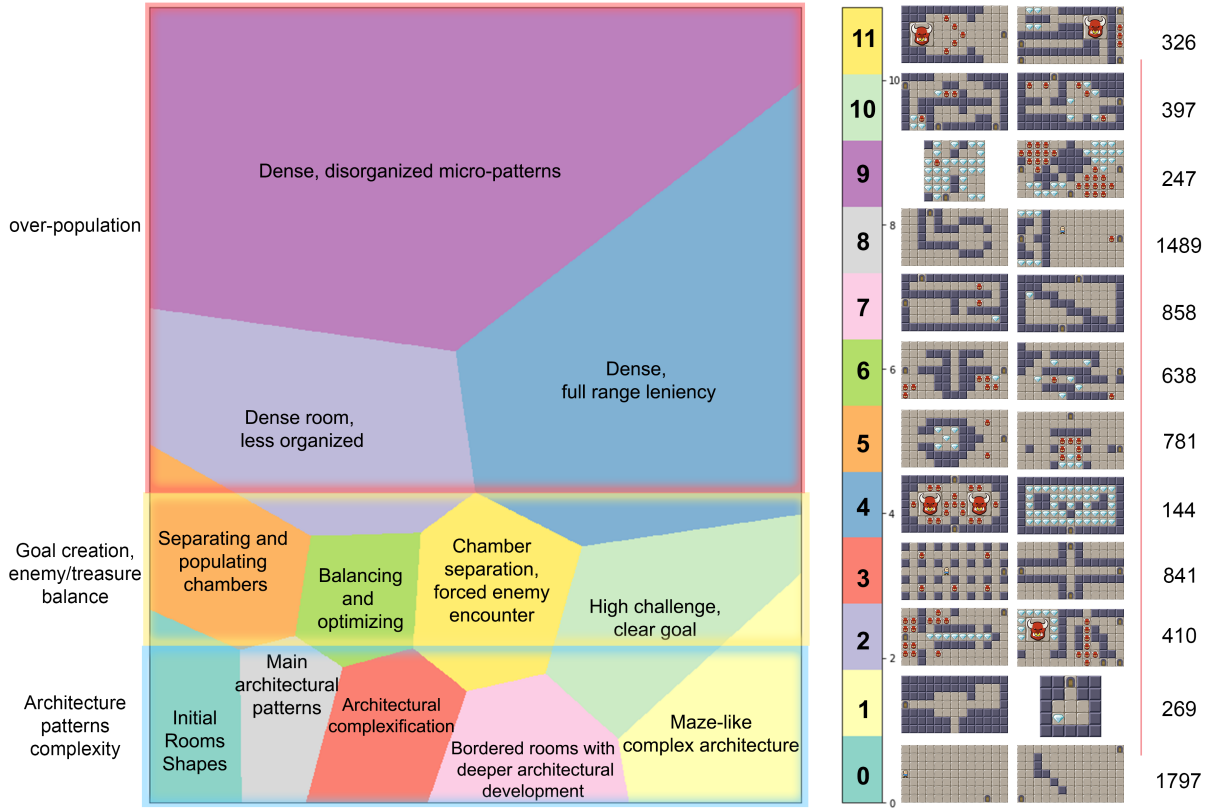 over-population
Goal creation,
enemy/treasure
balance
Architecture
patterns
complexity
Dense, disorganized micro-patterns
Dense,
full range leniency
Dense room,
less organized
Separating and
populating
chambers
Balancing
and
optimizing
Chamber
separation,
forced enemy
encounter
High challenge,
clear goal
Initial
Rooms
Shapes
Main
architectural
patterns
Architectural
complexification
Bordered rooms with
deeper architectural
development
Maze-like
complex architecture
11
10
9
8
7
6
5
4
3
2
1
0
10
8
6
4
2
0
326
397
247
1489
858
638
781
144
841
410
269
1797